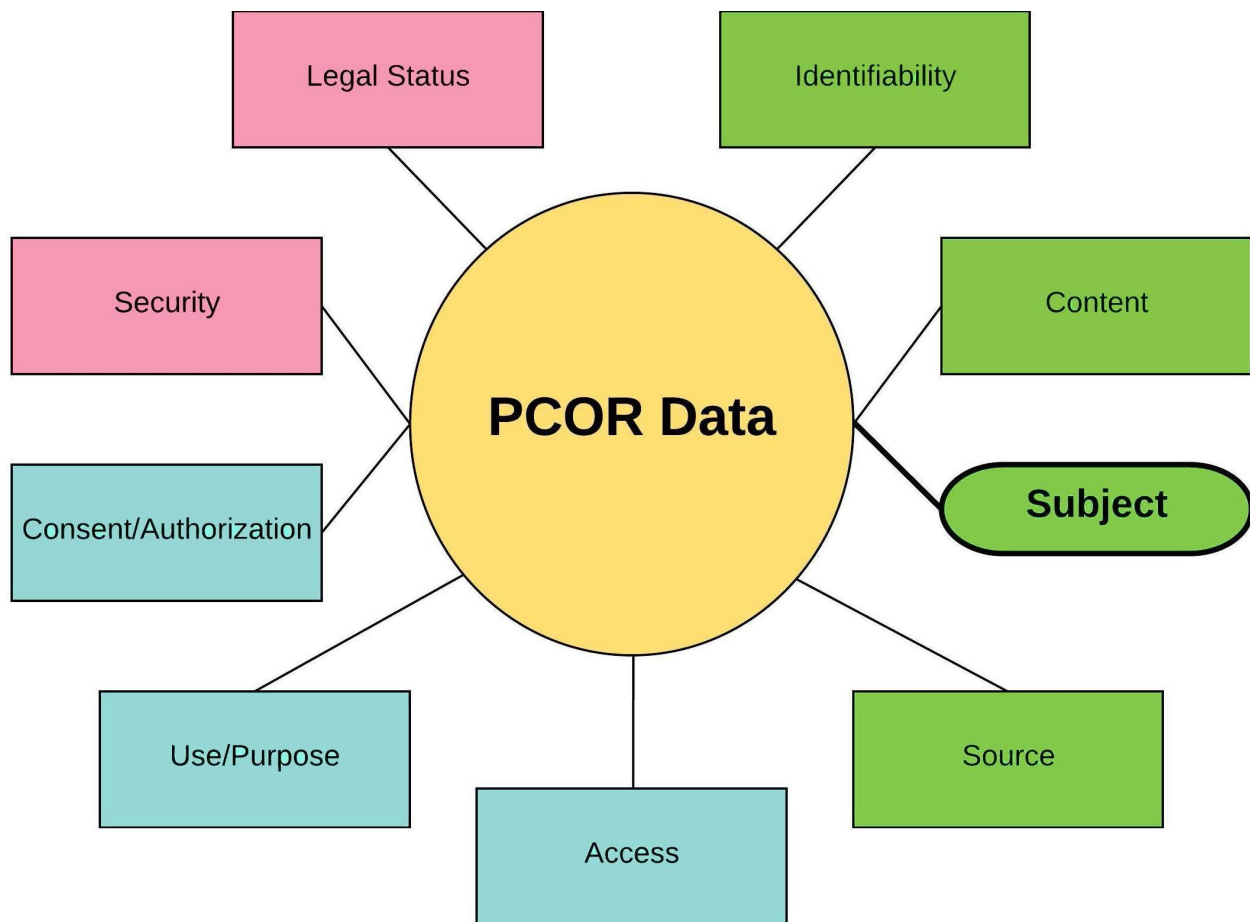 Legal Status
Identifiability
Security
Content
PCOR Data
Subject
Consent/Authorization
Use/Purpose
Source
Access